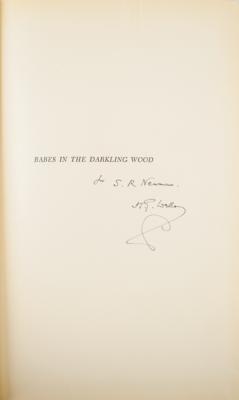 BABES IN THE DARKLING WOOD
to S. R. Newman.
H. G. Wells